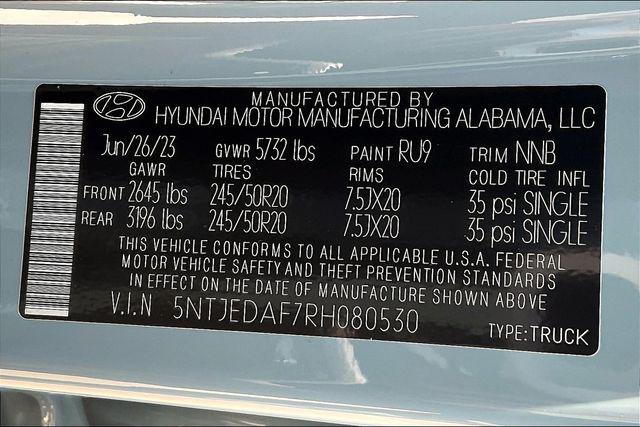 MANUFACTURED BY
HYUNDAI MOTOR MANUFACTURING ALABAMA, LLC
Jun/26/23 GVWR 5732 lbs PAINT RU9 TRIM NNB
GAWR TIRES RIMS COLD TIRE INFL
FRONT 2645 lbs 245/50R20 7.5JX20 35 psi SINGLE
REAR 3196 lbs 245/50R20 7.5JX20 35 psi SINGLE
THIS VEHICLE CONFORMS TO ALL APPLICABLE U.S.A. FEDERAL
MOTOR VEHICLE SAFETY AND THEFT PREVENTION STANDARDS
IN EFFECT ON THE DATE OF MANUFACTURE SHOWN ABOVE
V.I.N 5NTJEDAF7RH080530 TYPE:TRUCK